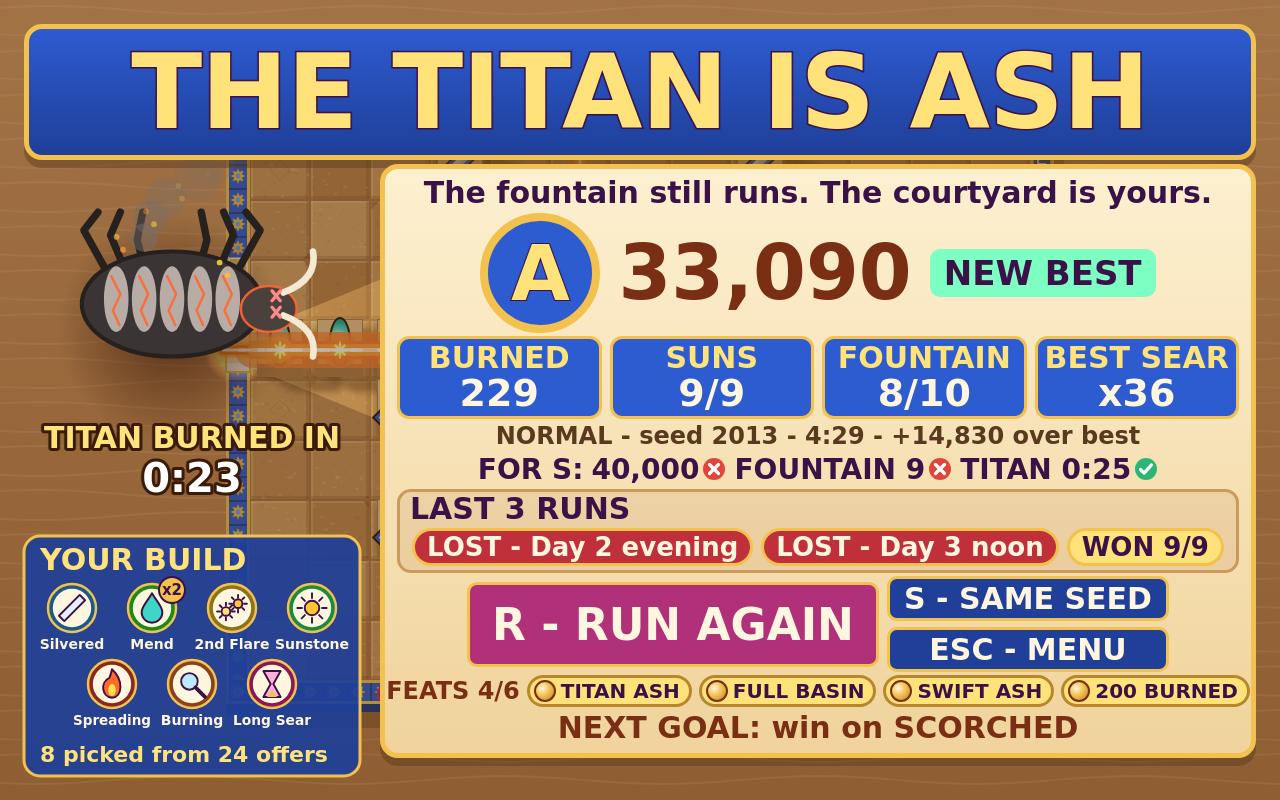 THE TITAN IS ASH
The fountain still runs. The courtyard is yours.
A 33,090 NEW BEST
BURNED SUNS FOUNTAIN BEST SEAR
229 9/9 8/10 x36
NORMAL - seed 2013 - 4:29 - +14,830 over best
FOR S: 40,000 FOUNTAIN 9 TITAN 0:25
LAST 3 RUNS
LOST - Day 2 evening LOST - Day 3 noon WON 9/9
R - RUN AGAIN
S - SAME SEED
ESC - MENU
FEATS 4/6 TITAN ASH FULL BASIN SWIFT ASH 200 BURNED
NEXT GOAL: win on SCORCHED
TITAN BURNED IN
0:23
YOUR BUILD
x2
Silvered Mend 2nd Flare Sunstone
Spreading Burning Long Sear
8 picked from 24 offers